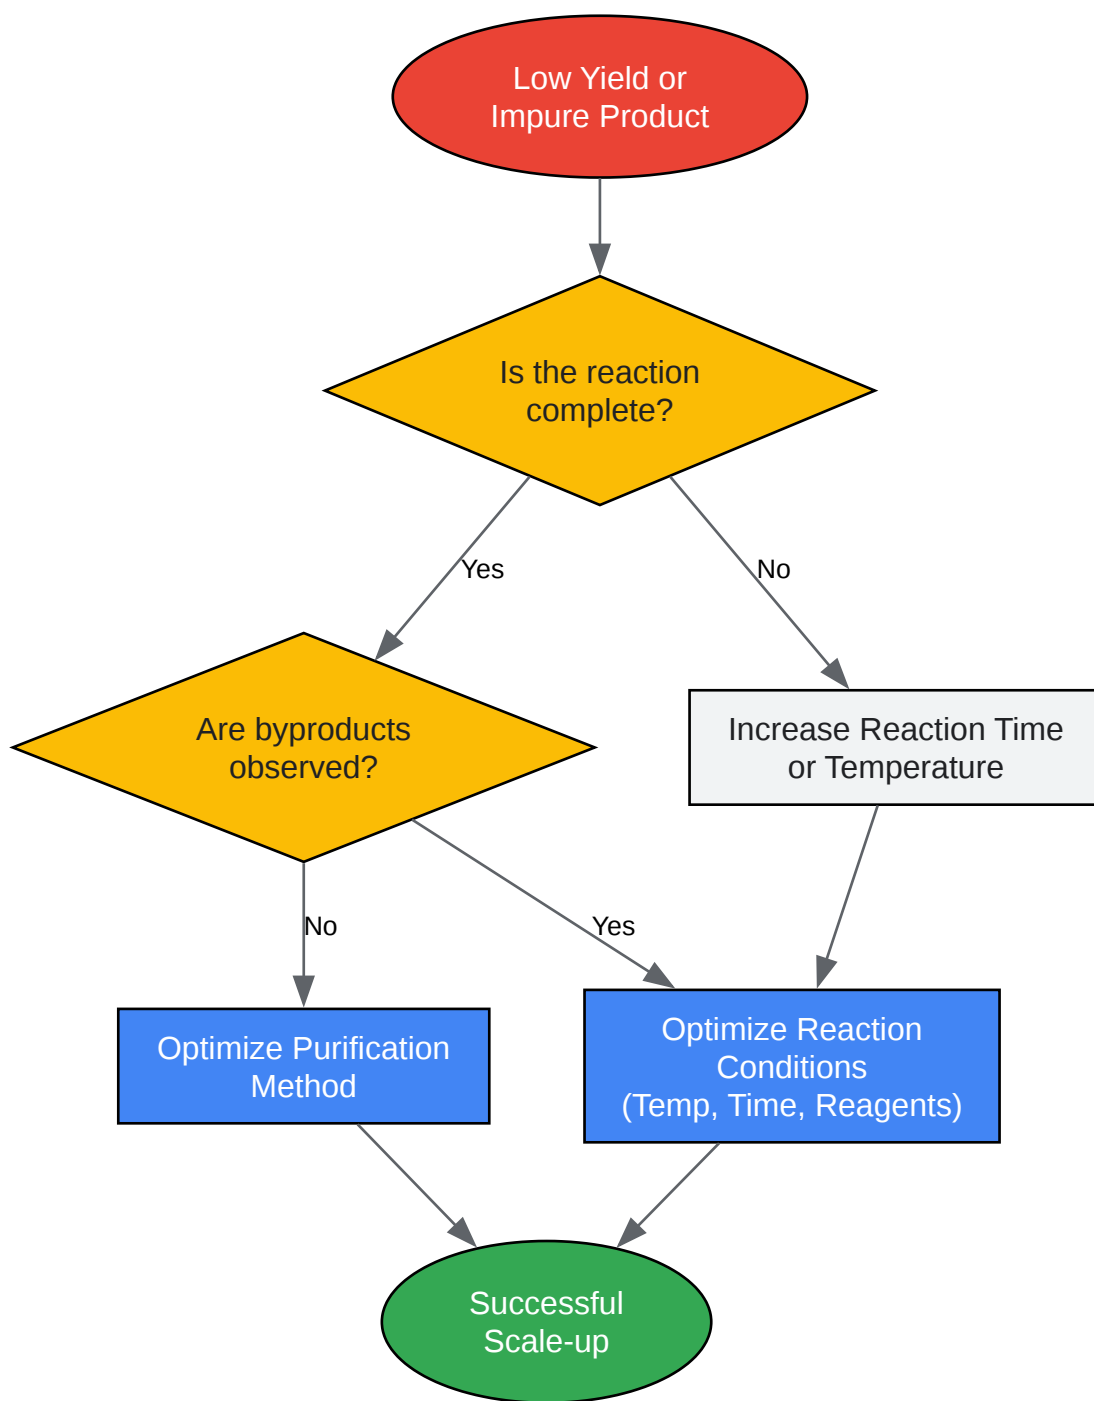 Low Yield or
Impure Product
Is the reaction
complete?
Yes
No
Are byproducts
observed?
Increase Reaction Time
or Temperature
No
Yes
Optimize Purification
Method
Optimize Reaction
Conditions
(Temp, Time, Reagents)
Successful
Scale-up